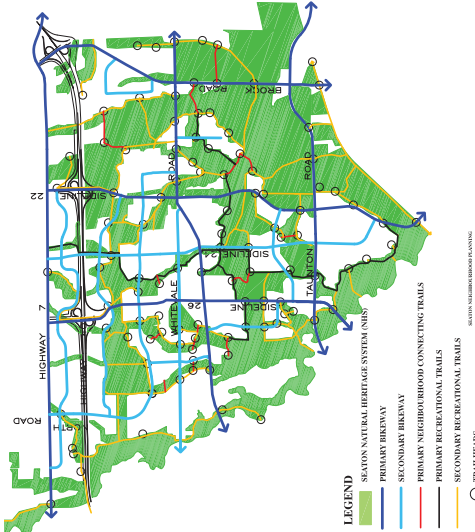 HIGHWAY 7
ROAD
22
SIDELINE
ROAD
ROAD
BROCK
24
SIDELINE
ROAD
TAUNTON
WHITEVALE
26
SIDELINE
LEGEND
SEATON NATURAL HERITAGE SYSTEM (NHS)
PRIMARY BIKEWAY
SECONDARY BIKEWAY
PRIMARY NEIGHBOURHOOD CONNECTING TRAILS
PRIMARY RECREATIONAL TRAILS
SECONDARY RECREATIONAL TRAILS
SEATON NEIGHBOURHOOD PLANNING